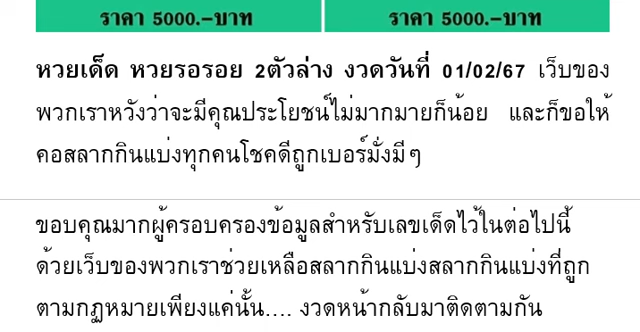 ราคา 5000.-บาท ราคา 5000.-บาท
หวยเด็ด หวยรอรอย 2ตัวล่าง งวดวันที่ 01/02/67 เว็บของ
พวกเราหวังว่าจะมีคุณประโยชน์ไม่มากมายก็น้อย และก็ขอให้
คอสลากกินแบ่งทุกคนโชคดีถูกเบอร์มั่งมีๆ
ขอบคุณมากผู้ครอบครองข้อมูลสำหรับเลขเด็ดไว้ในต่อไปนี้
ด้วยเว็บของพวกเราช่วยเหลือสลากกินแบ่งสลากกินแบ่งที่ถูก
ตามกฏหมายเพียงแค่นั้น.... งวดหน้ากลับมาติดตามกัน